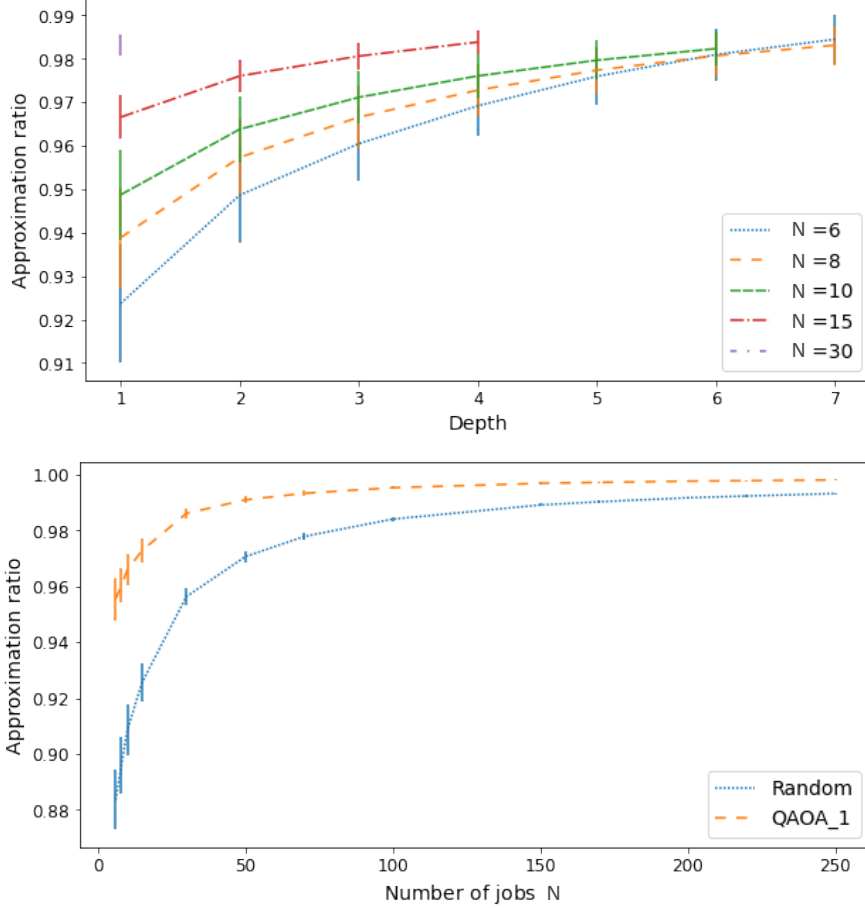 0.99
0.98
0.97
0.96
0.95
0.94
0.93
0.92
0.91
Approximation ratio
N =6
N =8
N =10
N =15
N =30
1 2 3 4 5 6 7
Depth
1.00
0.98
0.96
0.94
0.92
0.90
0.88
Approximation ratio
Random
QAOA_1
0 50 100 150 200 250
Number of jobs N